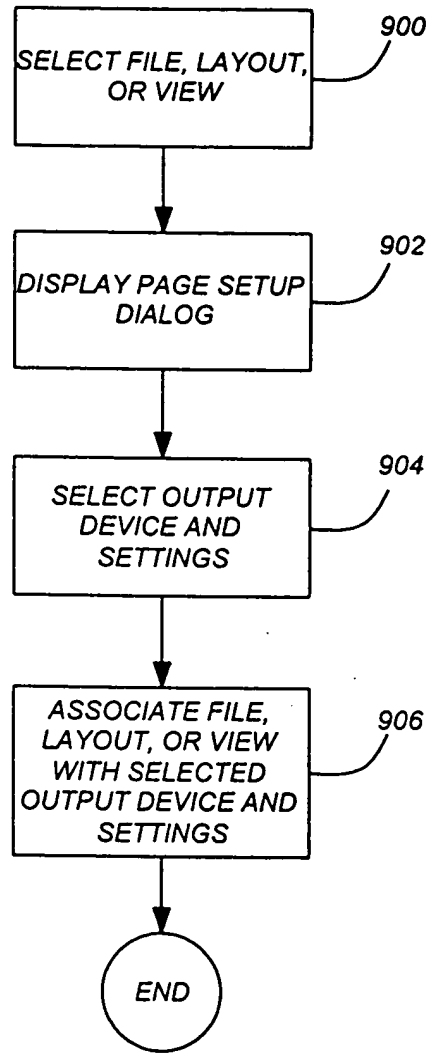 900
SELECT FILE, LAYOUT,
OR VIEW
902
DISPLAY PAGE SETUP
DIALOG
904
SELECT OUTPUT
DEVICE AND
SETTINGS
906
ASSOCIATE FILE,
LAYOUT, OR VIEW
WITH SELECTED
OUTPUT DEVICE AND
SETTINGS
END